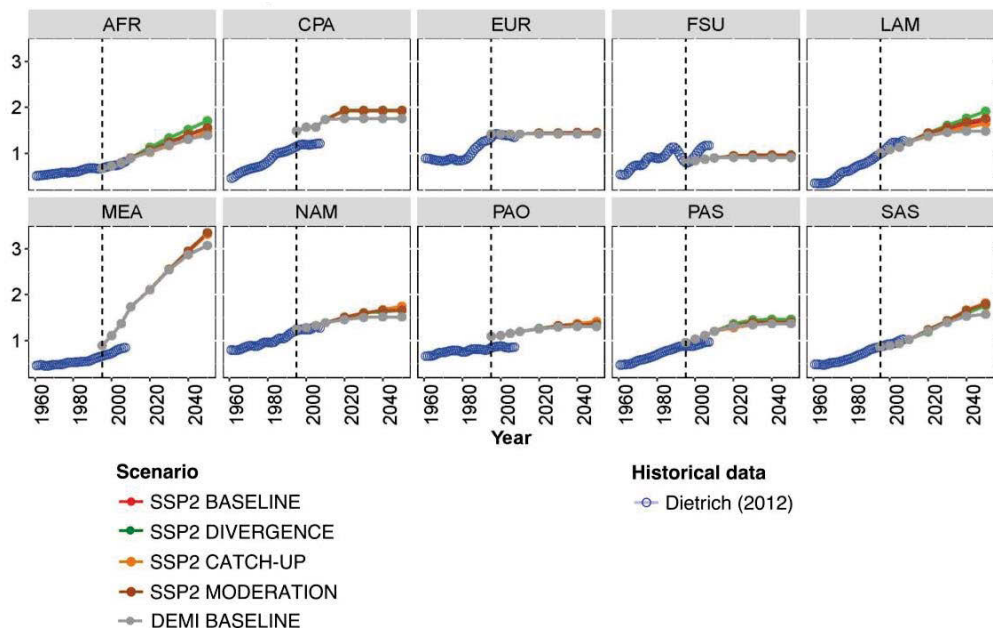 AFR CPA EUR FSU LAM
3
2
1
MEA NAM PAO PAS SAS
3
2
1
1960 1980 2000 2020 2040 1960 1980 2000 2020 2040 1960 1980 2000 2020 2040 1960 1980 2000 2020 2040 1960 1980 2000 2020 2040
Year
Scenario
SSP2 BASELINE
SSP2 DIVERGENCE
SSP2 CATCH-UP
SSP2 MODERATION
DEMI BASELINE
Historical data
Dietrich (2012)